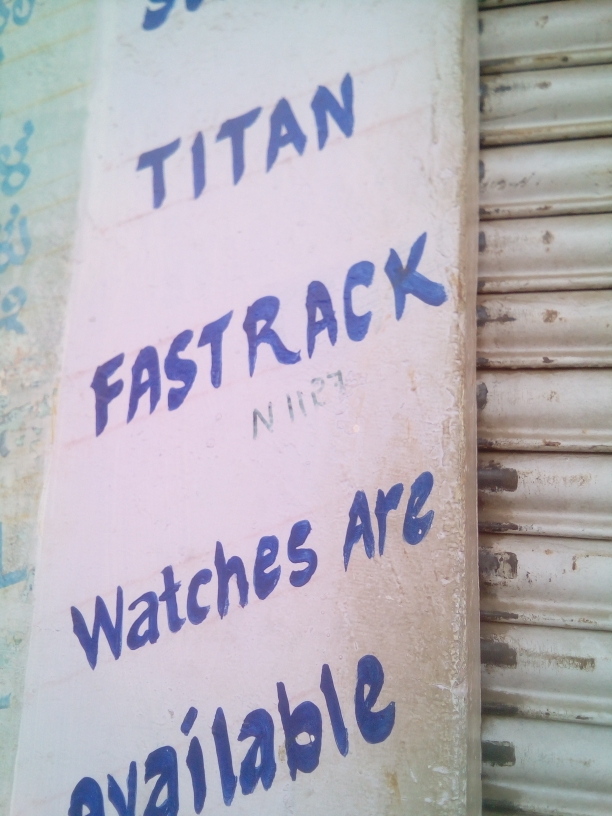 TITAN
FASTRACK
N 1127
Watches Are
available